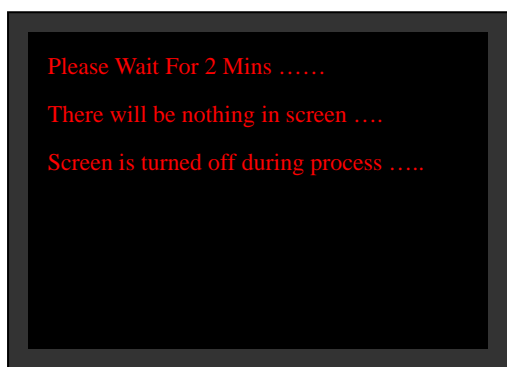 Please Wait For 2 Mins ……
There will be nothing in screen ….
Screen is turned off during process …..